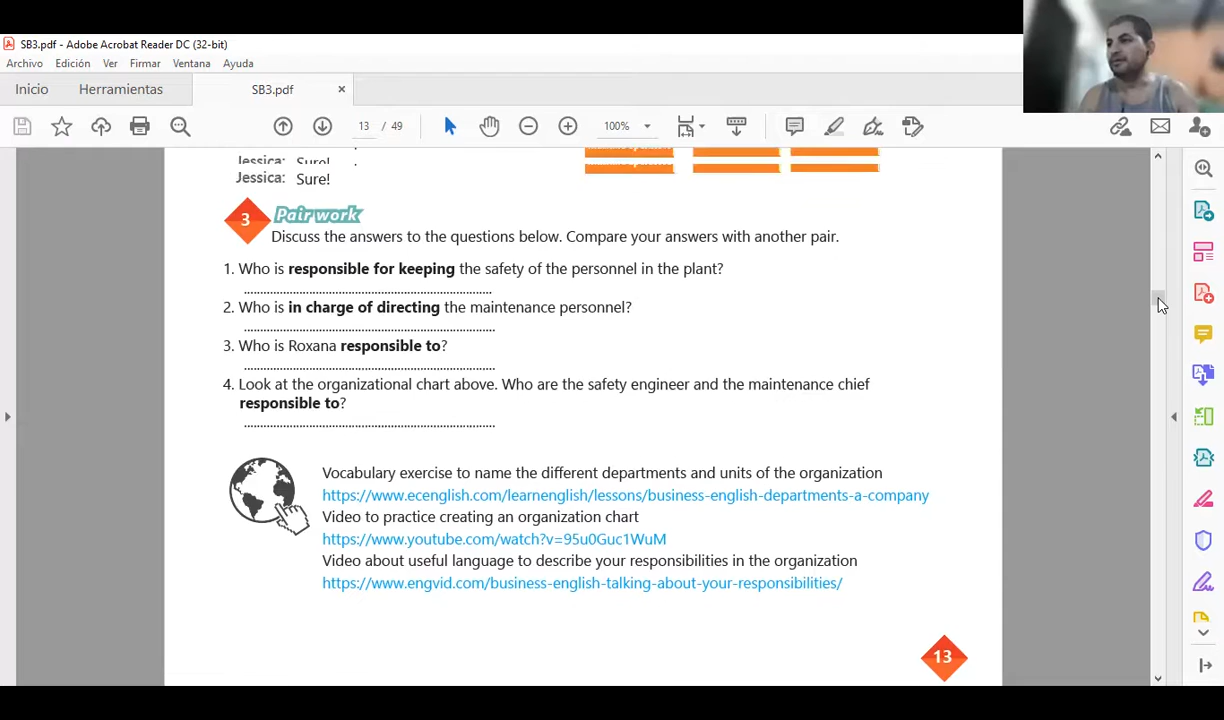 SB3.pdf - Adobe Acrobat Reader DC (32-bit)
Archivo Edición Ver Firmar Ventana Ayuda
Inicio Herramientas SB3.pdf ×
13 / 49 100%
Jessica: Sure!
Jessica: Sure!
3 Pair work
Discuss the answers to the questions below. Compare your answers with another pair.
1. Who is responsible for keeping the safety of the personnel in the plant?
..............................................................................
2. Who is in charge of directing the maintenance personnel?
..............................................................................
3. Who is Roxana responsible to?
..............................................................................
4. Look at the organizational chart above. Who are the safety engineer and the maintenance chief
responsible to?
..............................................................................
Vocabulary exercise to name the different departments and units of the organization
https://www.ecenglish.com/learnenglish/lessons/business-english-departments-a-company
Video to practice creating an organization chart
https://www.youtube.com/watch?v=95u0Guc1WuM
Video about useful language to describe your responsibilities in the organization
https://www.engvid.com/business-english-talking-about-your-responsibilities/
13